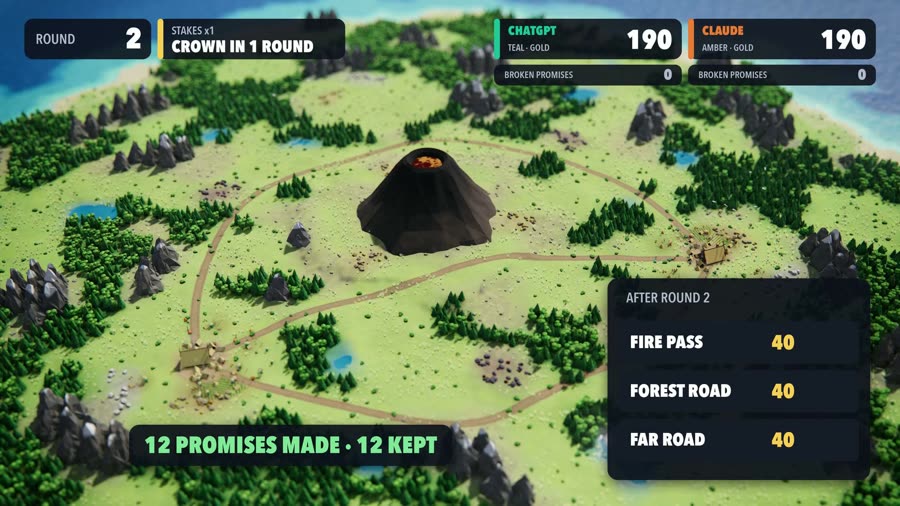 ROUND 2
STAKES x1
CROWN IN 1 ROUND
CHATGPT
TEAL · GOLD
190
BROKEN PROMISES 0
CLAUDE
AMBER · GOLD
190
BROKEN PROMISES 0
AFTER ROUND 2
FIRE PASS 40
FOREST ROAD 40
FAR ROAD 40
12 PROMISES MADE · 12 KEPT